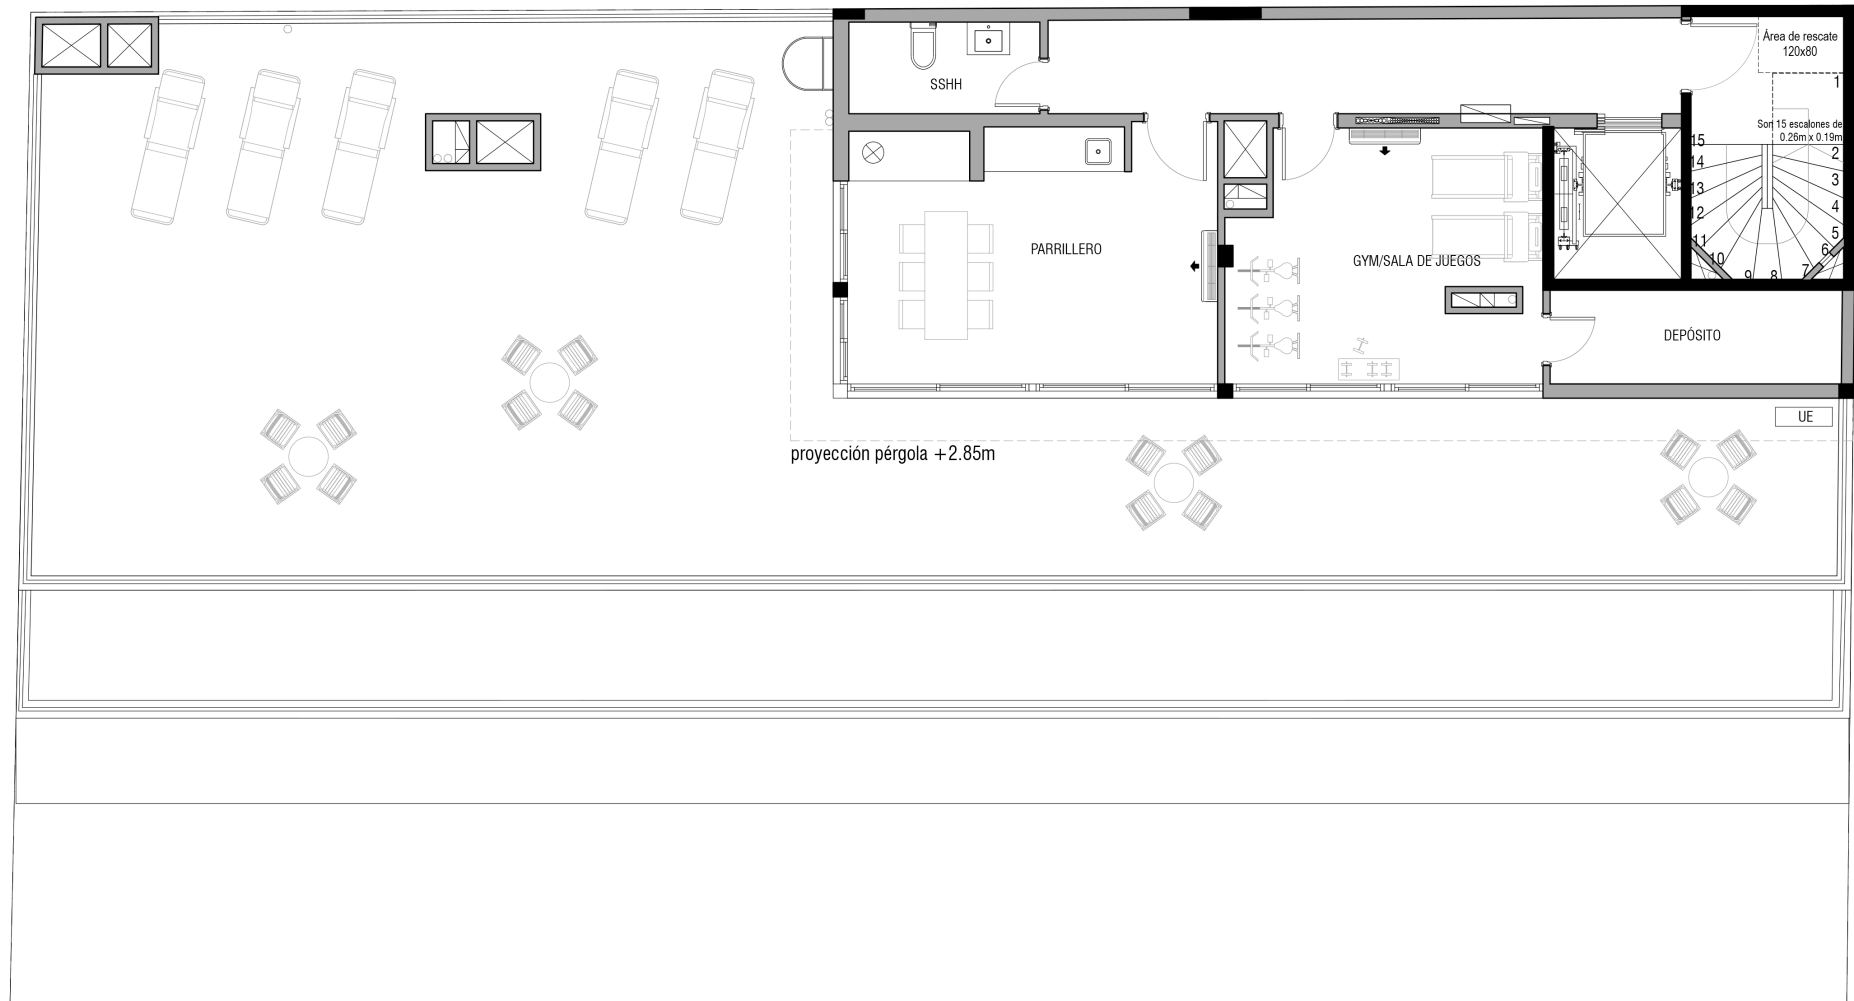 Área de rescate
120x80
SSHH
1
Son 15 escalones de
0.26m x 0.19m
15
2
14
3
13
4
12
5
11
6
10
7
9
8
PARRILLERO
GYM/SALA DE JUEGOS
DEPÓSITO
UE
proyección pérgola +2.85m